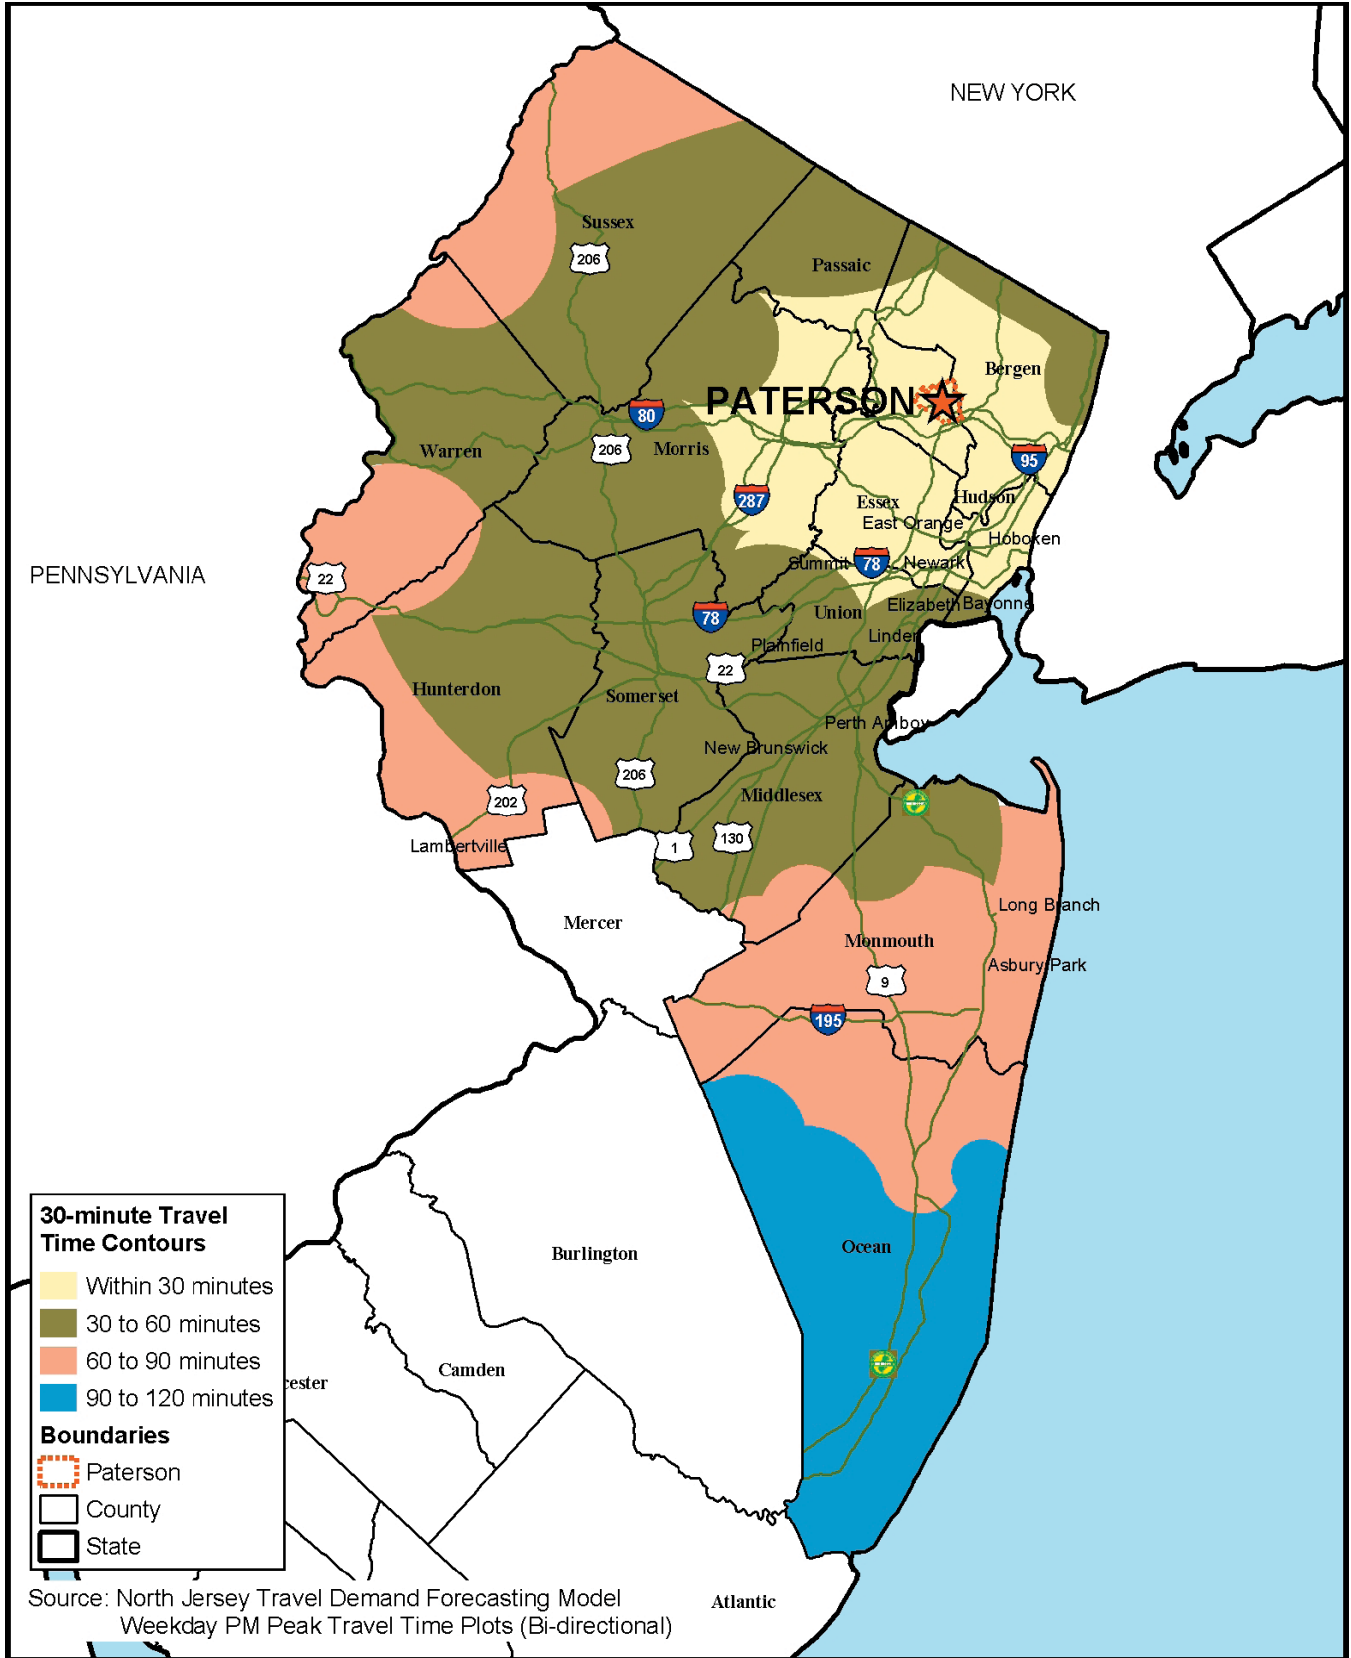 NEW YORK
Sussex
206
Passaic
Bergen
PATERSON
80
206
Morris
Warren
95
287
Essex
Hudson
East Orange
Hoboken
PENNSYLVANIA
22
Summit
78
Newark
Elizabeth
Bayonne
78
Union
Linden
Plainfield
22
Hunterdon
Somerset
Perth Amboy
New Brunswick
206
Middlesex
202
130
1
Lambertville
Long Branch
Mercer
Monmouth
Asbury Park
9
195
30-minute Travel
Time Contours
Within 30 minutes
30 to 60 minutes
60 to 90 minutes
90 to 120 minutes
Boundaries
Paterson
County
State
Ocean
Burlington
Camden
cester
Atlantic
Source: North Jersey Travel Demand Forecasting Model
Weekday PM Peak Travel Time Plots (Bi-directional)